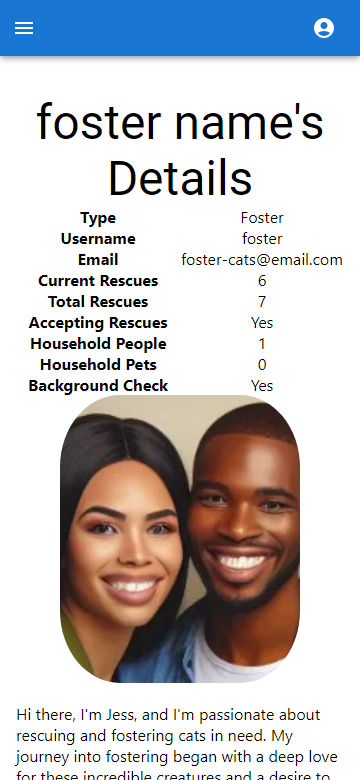 foster name's
Details
Type Foster
Username foster
Email foster-cats@email.com
Current Rescues 6
Total Rescues 7
Accepting Rescues Yes
Household People 1
Household Pets 0
Background Check Yes
Hi there, I'm Jess, and I'm passionate about
rescuing and fostering cats in need. My
journey into fostering began with a deep love
for these incredible creatures and a desire to